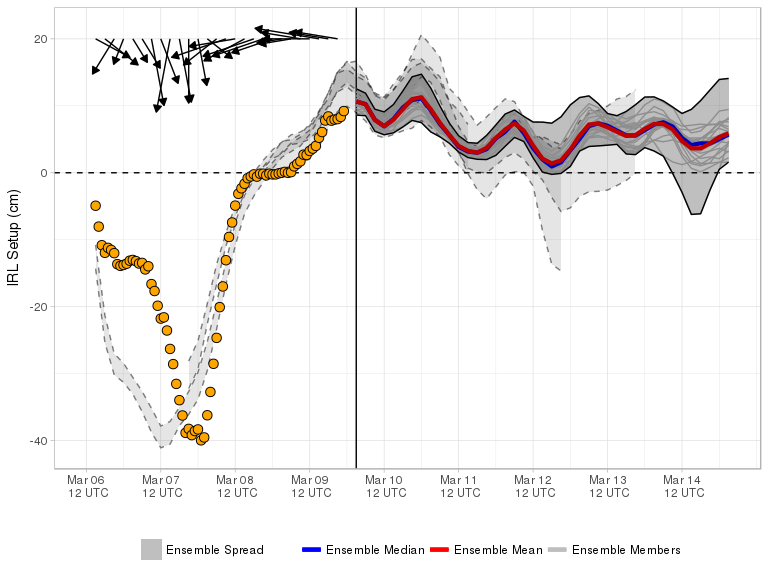 20
0
-20
-40
IRL Setup (cm)
Mar 06 Mar 07 Mar 08 Mar 09 Mar 10 Mar 11 Mar 12 Mar 13 Mar 14
12 UTC 12 UTC 12 UTC 12 UTC 12 UTC 12 UTC 12 UTC 12 UTC 12 UTC
Ensemble Spread Ensemble Median Ensemble Mean Ensemble Members